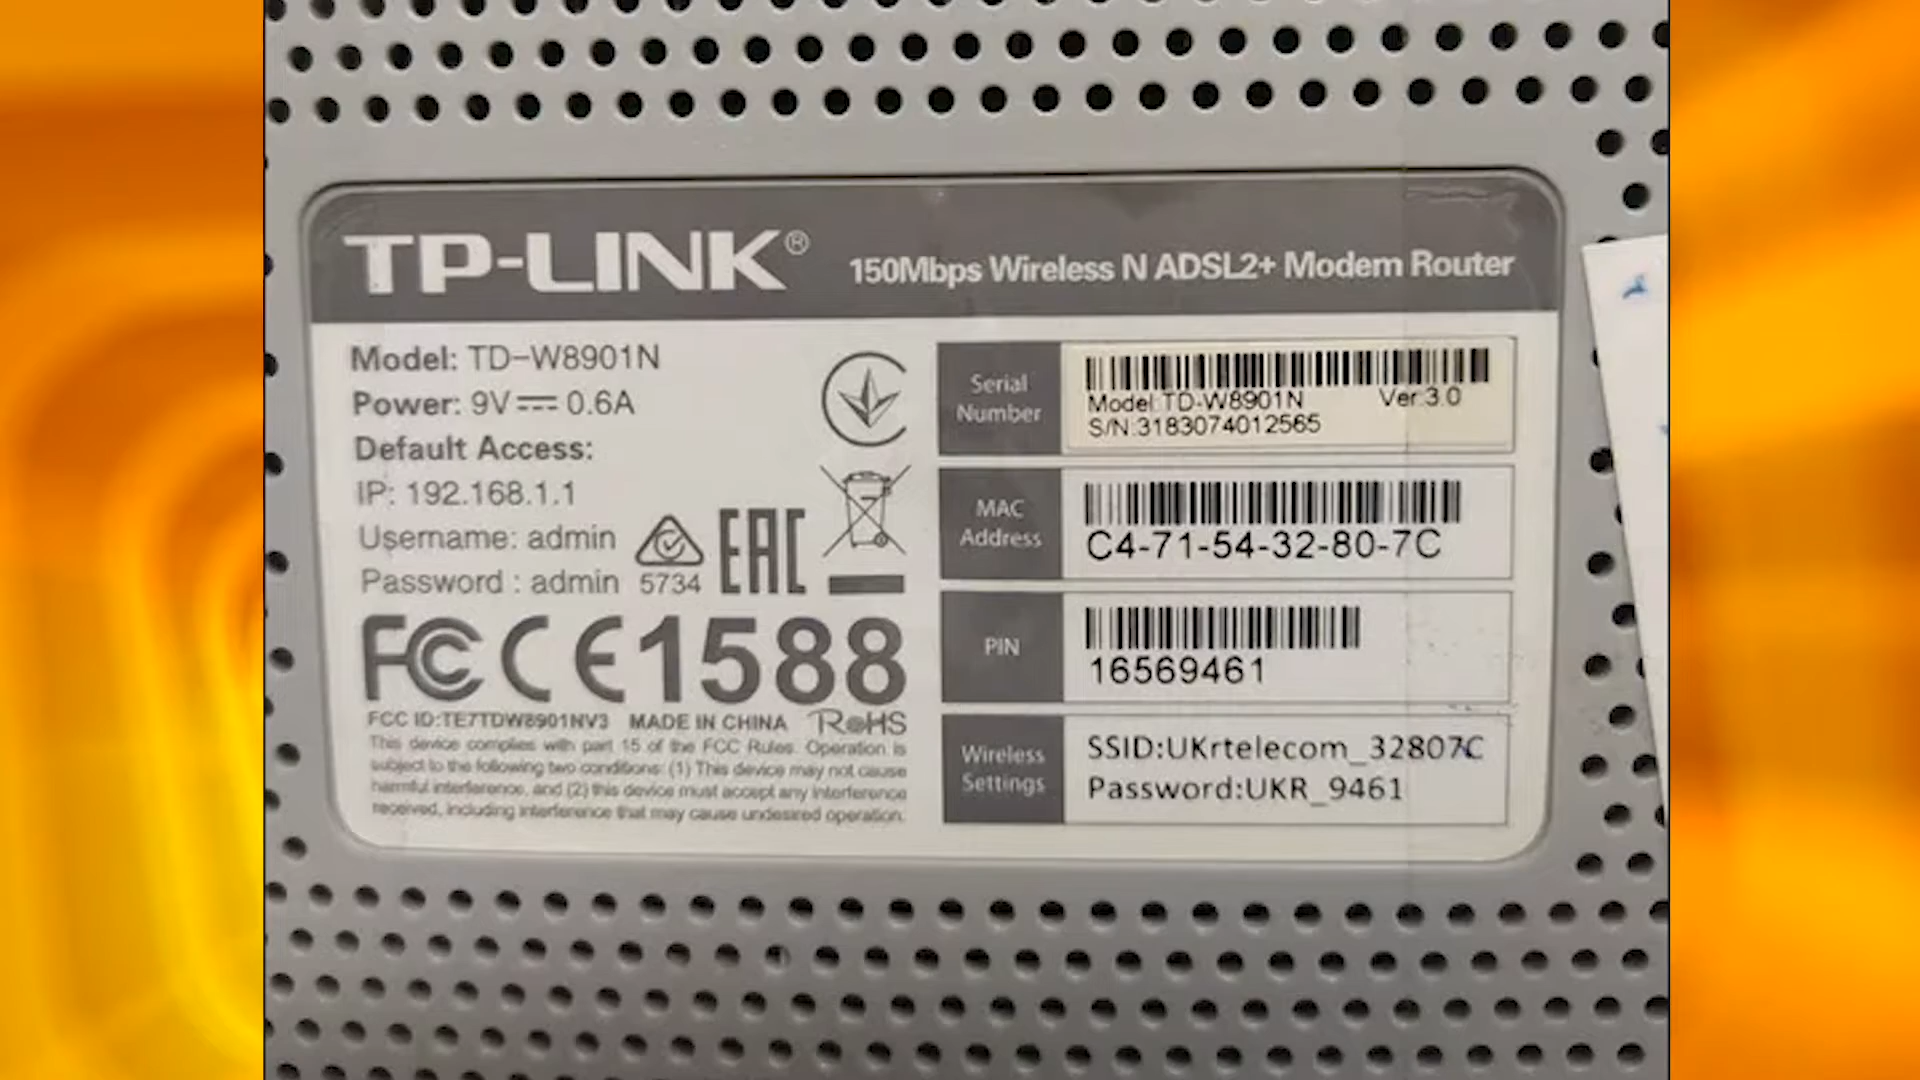 TP-LINK® 150Mbps Wireless N ADSL2+ Modem Router
Model: TD-W8901N
Power: 9V 0.6A
Default Access:
IP: 192.168.1.1
Username: admin
Password : admin
5734
EAC
FC CE1588
FCC ID:TE7TDW8901NV3 MADE IN CHINA RoHS
This device complies with part 15 of the FCC Rules. Operation is
subject to the following two conditions: (1) This device may not cause
harmful interference, and (2) this device must accept any interference
received, including interference that may cause undesired operation.
Serial
Number
Model:TD-W8901N Ver:3.0
S/N:3183074012565
MAC
Address
C4-71-54-32-80-7C
PIN
16569461
Wireless
Settings
SSID:UKrtelecom_32807C
Password:UKR_9461